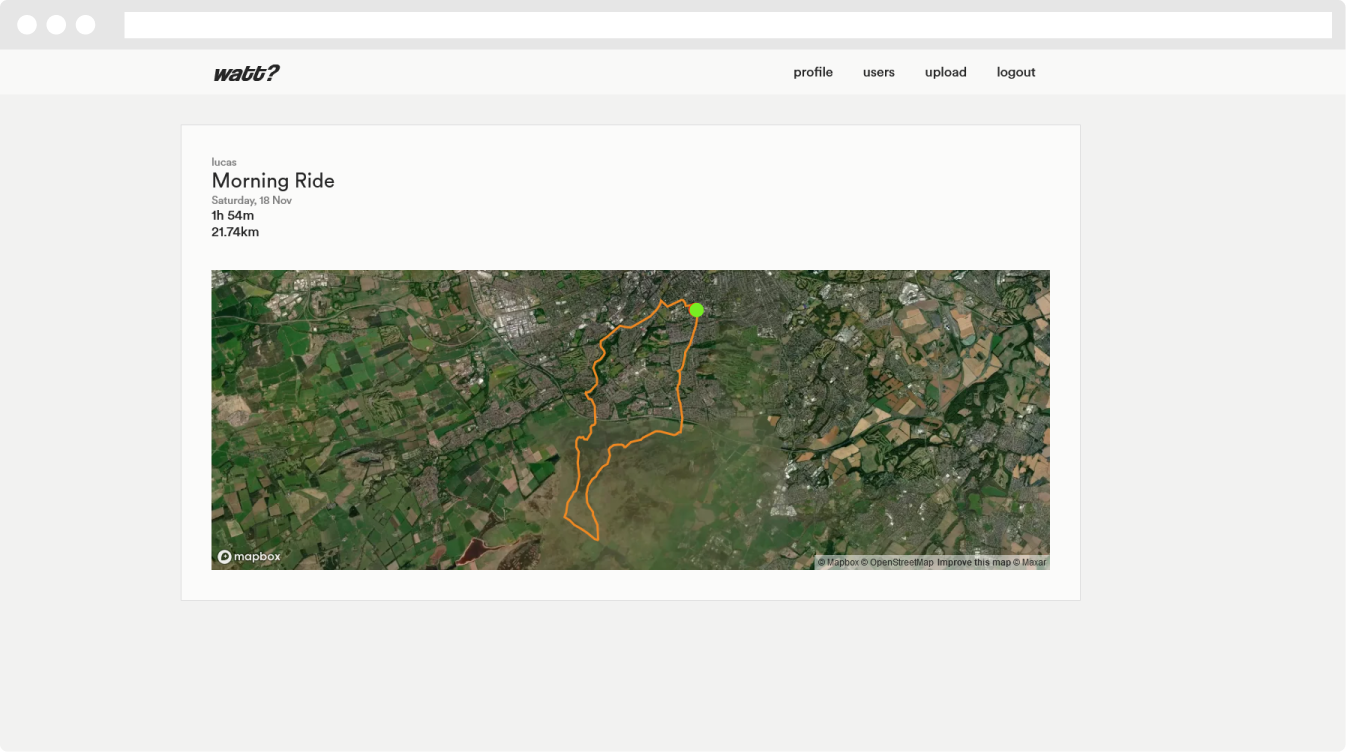 watt?
profile users upload logout
lucas
Morning Ride
Saturday, 18 Nov
1h 54m
21.74km
mapbox
© Mapbox © OpenStreetMap Improve this map © Maxar